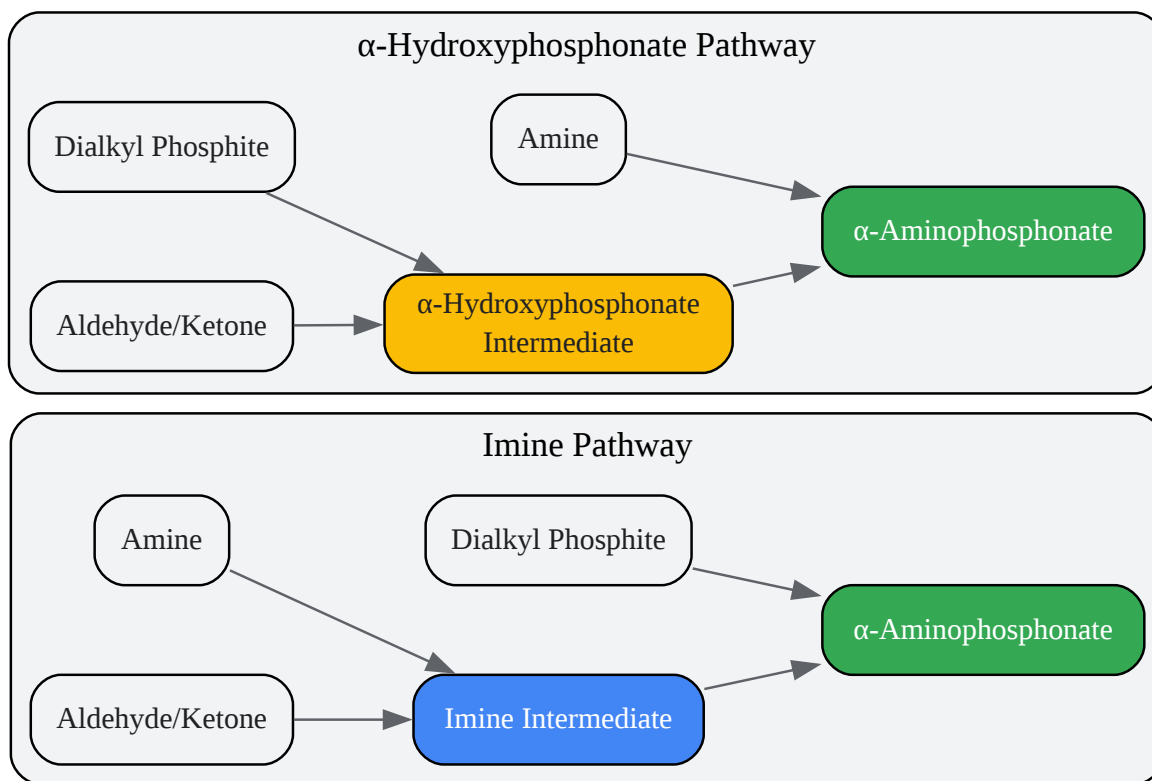 α-Hydroxyphosphonate Pathway
Dialkyl Phosphite
Amine
α-Aminophosphonate
Aldehyde/Ketone
α-Hydroxyphosphonate
Intermediate
Imine Pathway
Amine
Dialkyl Phosphite
α-Aminophosphonate
Aldehyde/Ketone
Imine Intermediate